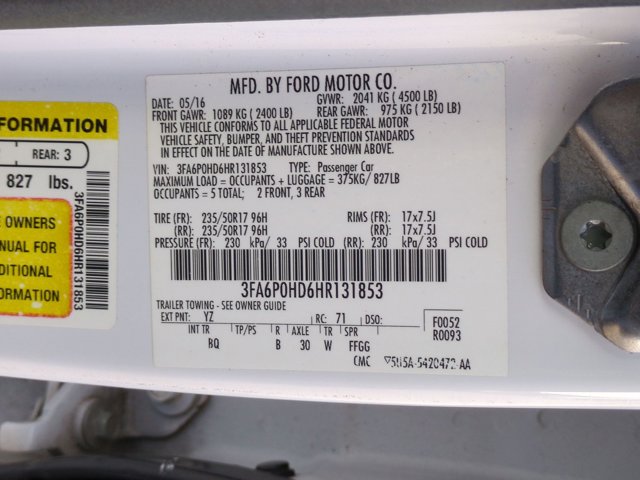 MFD. BY FORD MOTOR CO.
DATE: 05/16 GVWR: 2041 KG ( 4500 LB)
FRONT GAWR: 1089 KG ( 2400 LB) REAR GAWR: 975 KG ( 2150 LB)
THIS VEHICLE CONFORMS TO ALL APPLICABLE FEDERAL MOTOR
VEHICLE SAFETY, BUMPER, AND THEFT PREVENTION STANDARDS
IN EFFECT ON THE DATE OF MANUFACTURE SHOWN ABOVE.
VIN: 3FA6P0HD6HR131853 TYPE: Passenger Car
MAXIMUM LOAD = OCCUPANTS + LUGGAGE = 375KG/ 827LB
OCCUPANTS = 5 TOTAL; 2 FRONT, 3 REAR
TIRE (FR): 235/50R17 96H RIMS (FR): 17x7.5J
(RR): 235/50R17 96H (RR): 17x7.5J
PRESSURE (FR): 230 kPa/ 33 PSI COLD (RR): 230 kPa/ 33 PSI COLD
3FA6P0HD6HR131853
TRAILER TOWING - SEE OWNER GUIDE
EXT PNT: YZ RC: 71 DSO: F0052
INT TR TP/PS R AXLE TR SPR R0093
BQ B 30 W FFGG
CMC
FORMATION
REAR: 3
827 lbs.
OWNERS
NUAL FOR
DITIONAL
FORMATION
3FA6P0HD6HR131853